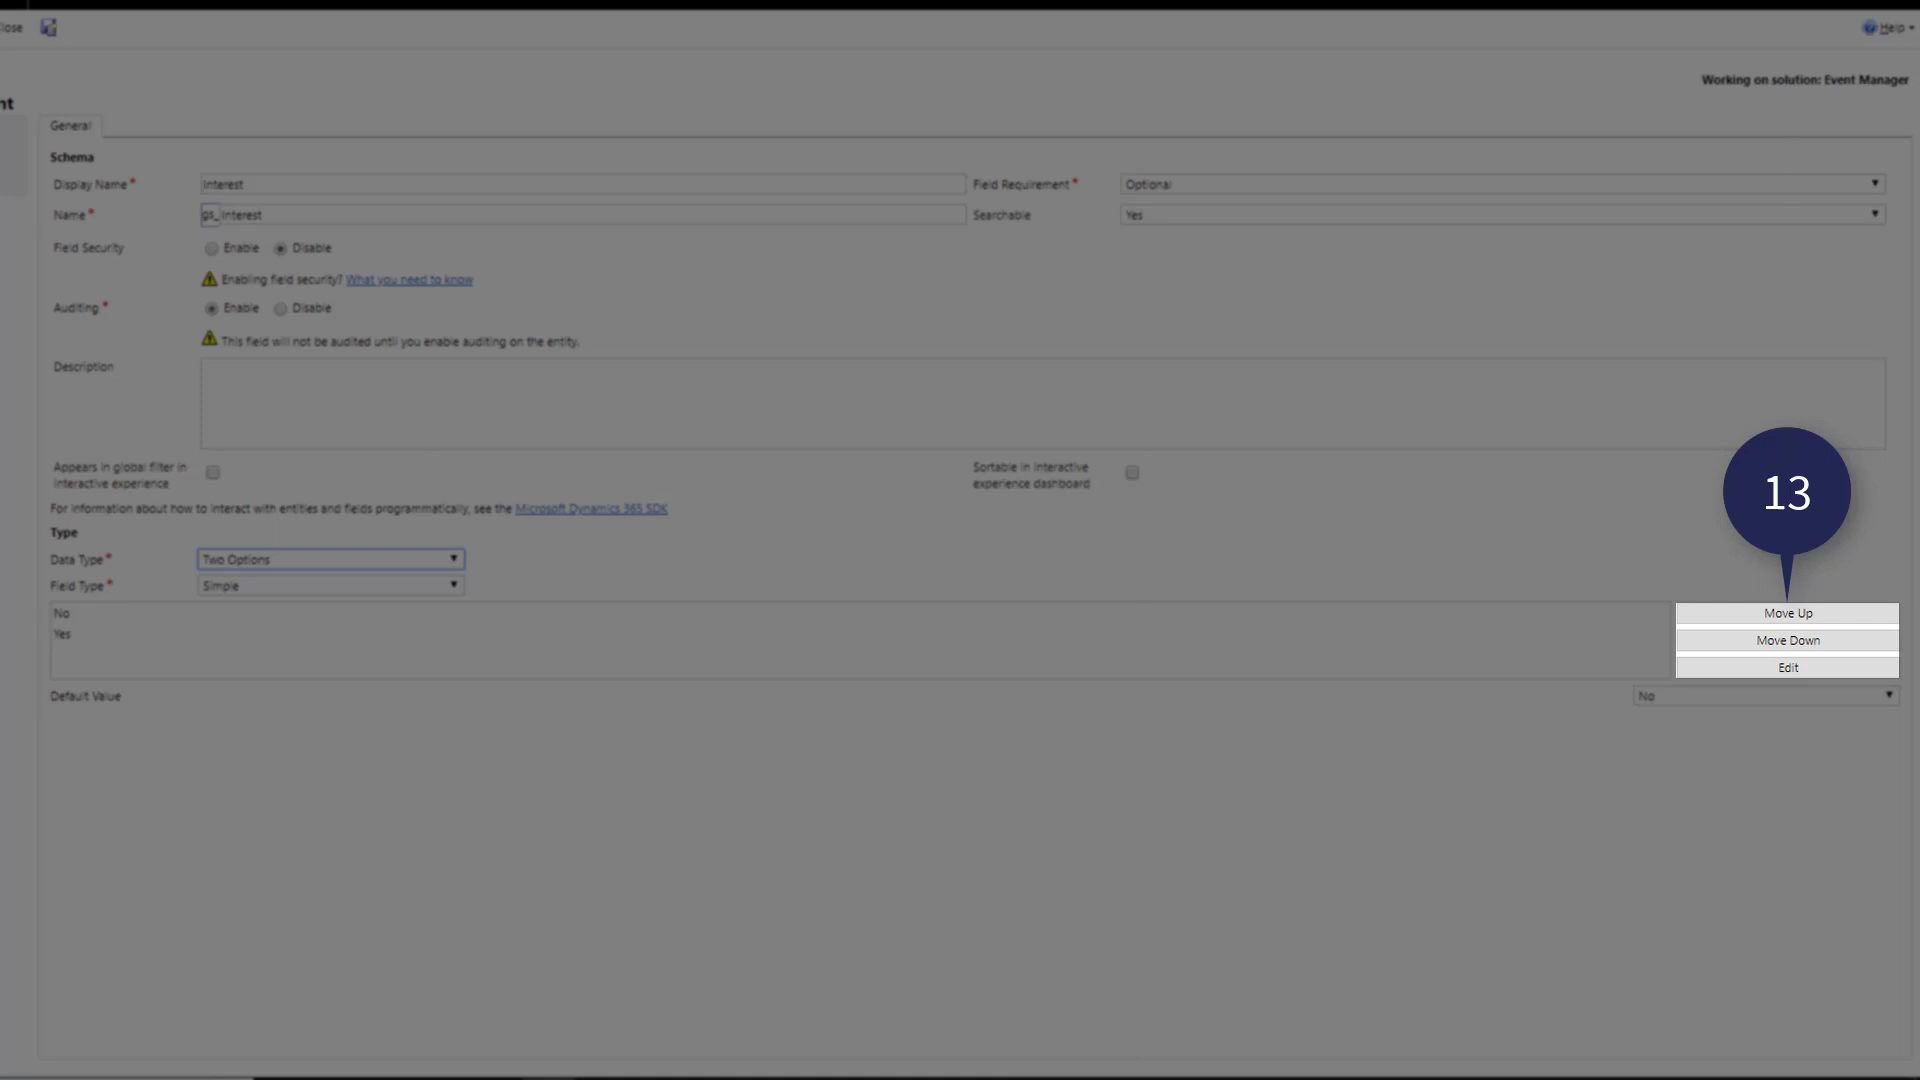 lose
Help
Working on solution: Event Manager
nt
General
Schema
Display Name* Interest Field Requirement* Optional
Name* gs_ Interest Searchable Yes
Field Security Enable Disable
Enabling field security? What you need to know
Auditing* Enable Disable
This field will not be audited until you enable auditing on the entity.
Description
Appears in global filter in
interactive experience
Sortable in interactive
experience dashboard
13
For information about how to interact with entities and fields programmatically, see the Microsoft Dynamics 365 SDK
Type
Data Type* Two Options
Field Type* Simple
No
Yes
Move Up
Move Down
Edit
Default Value No